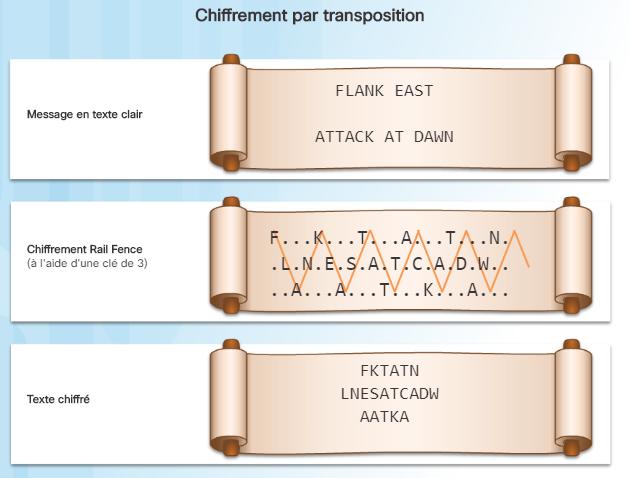 Chiffrement par transposition
Message en texte clair
FLANK EAST
ATTACK AT DAWN
Chiffrement Rail Fence
(à l'aide d'une clé de 3)
F...K...T...A...T...N.
.L.N.E.S.A.T.C.A.D.W..
..A...A...T...K...A...
Texte chiffré
FKTATN
LNESATCADW
AATKA